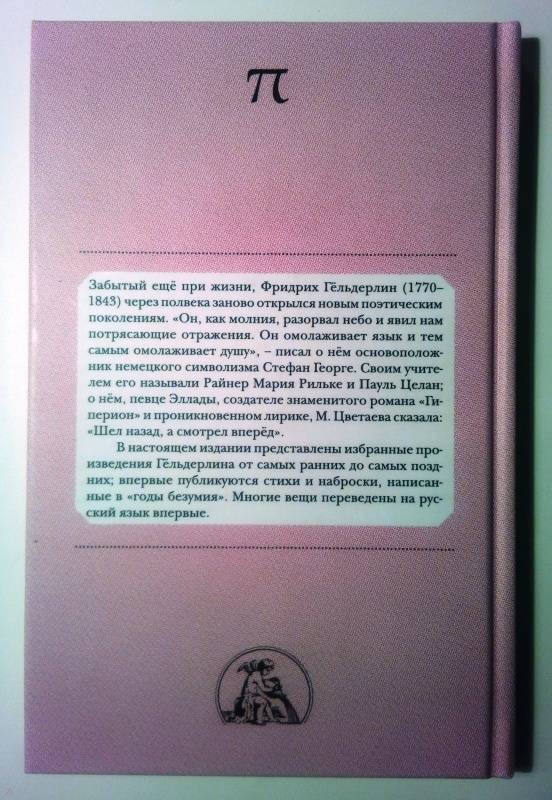 π
Забытый ещё при жизни, Фридрих Гёльдерлин (1770–
1843) через полвека заново открылся новым поэтическим
поколениям. «Он, как молния, разорвал небо и явил нам
потрясающие отражения. Он омолаживает язык и тем
самым омолаживает душу», – писал о нём основополож-
ник немецкого символизма Стефан Георге. Своим учите-
лем его называли Райнер Мария Рильке и Пауль Целан;
о нём, певце Эллады, создателе знаменитого романа «Ги-
перион» и проникновенном лирике, М. Цветаева сказала:
«Шел назад, а смотрел вперёд».
В настоящем издании представлены избранные про-
изведения Гёльдерлина от самых ранних до самых позд-
них; впервые публикуются стихи и наброски, написан-
ные в «годы безумия». Многие вещи переведены на рус-
ский язык впервые.